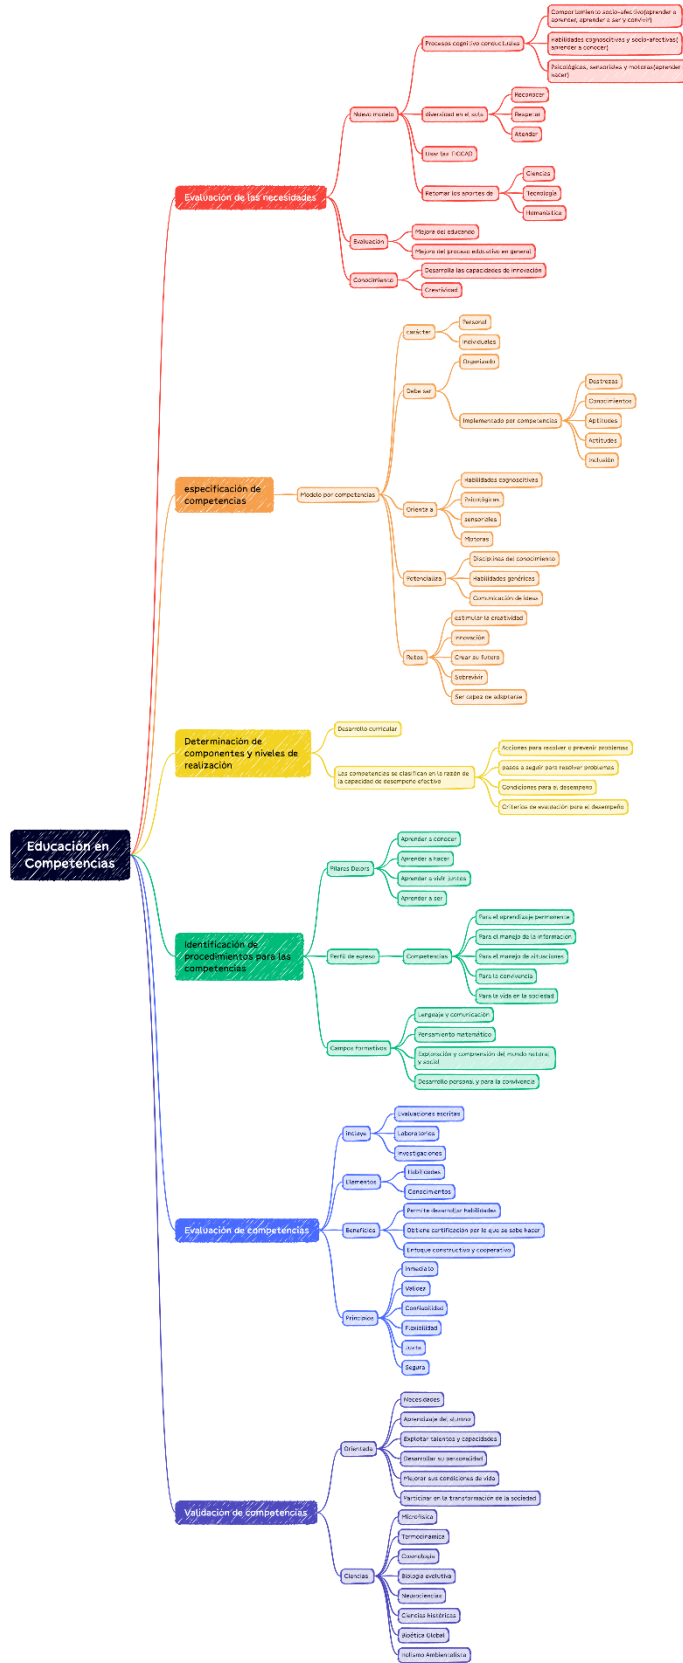 Comportamiento socio-afectivo(aprender a
aprender, aprender a ser y convivir)
Procesos cognitivo conductuales
Habilidades cognoscitivas y socio-afectivas(
aprender a conocer)
Psicológicas, sensoriales y motoras(aprender
hacer)
Nuevo modelo
diversidad en el aula
Reconocer
Respetar
Atender
Usar las TICCAD
Retomar los aportes de
Ciencias
Tecnología
Humanística
Evaluación de las necesidades
Evaluación
Mejora del educando
Mejora del proceso educativo en general
Conocimiento
Desarrolla las capacidades de innovación
Creatividad
carácter
Personal
Individuales
Debe ser
Organizado
Implementado por competencias
Destrezas
Conocimientos
Aptitudes
Actitudes
Inclusión
especificación de
competencias
Modelo por competencias
Orienta a
Habilidades cognoscitivas
Psicológicas
sensoriales
Motoras
Potencializa
Disciplinas del conocimiento
Habilidades genéricas
Comunicación de ideas
Retos
estimular la creatividad
Innovación
Crear su futuro
Sobrevivir
Ser capaz de adaptarse
Determinación de
componentes y niveles de
realización
Desarrollo curricular
Las competencias se clasifican en la razón de
la capacidad de desempeño efectivo
Acciones para resolver o prevenir problemas
pasos a seguir para resolver problemas
Condiciones para el desempeño
Criterios de evaluación para el desempeño
Educación en
Competencias
Identificación de
procedimientos para las
competencias
Pilares Delors
Aprender a conocer
Aprender a hacer
Aprender a vivir juntos
Aprender a ser
Perfil de egreso
Competencias
Para el aprendizaje permanente
Para el manejo de la información
Para el manejo de situaciones
Para la convivencia
Para la vida en la sociedad
Campos formativos
Lenguaje y comunicación
Pensamiento matemático
Exploración y comprensión del mundo natural
y social
Desarrollo personal y para la convivencia
Evaluación de competencias
incluye
Evaluaciones escritas
Laboratorios
Investigaciones
Elementos
Habilidades
Conocimientos
Beneficios
Permite desarrollar habilidades
Obtiene certificación por lo que se sabe hacer
Enfoque constructivo y cooperativo
Principios
Inmediato
Validez
Confiabilidad
Flexibilidad
Justa
Segura
Validación de competencias
Orientada
Necesidades
Aprendizaje del alumno
Explotar talentos y capacidades
Desarrollar su personalidad
Mejorar sus condiciones de vida
Participar en la transformación de la sociedad
Ciencias
Microfísica
Termodinamica
Cosmología
Biología evolutiva
Neurociencias
Ciencias históricas
Bioética Global
holismo Ambientalista